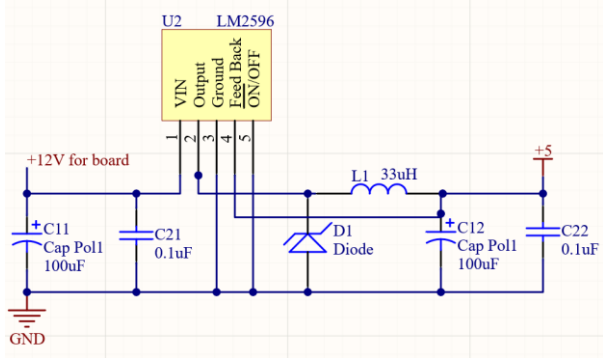 U2 LM2596
VIN
Output
Ground
Feed Back
ON/OFF
1
2
3
4
5
+12V for board
+5
L1 33uH
C11
Cap Pol1
100uF
C21
0.1uF
D1
Diode
C12
Cap Pol1
100uF
C22
0.1uF
GND